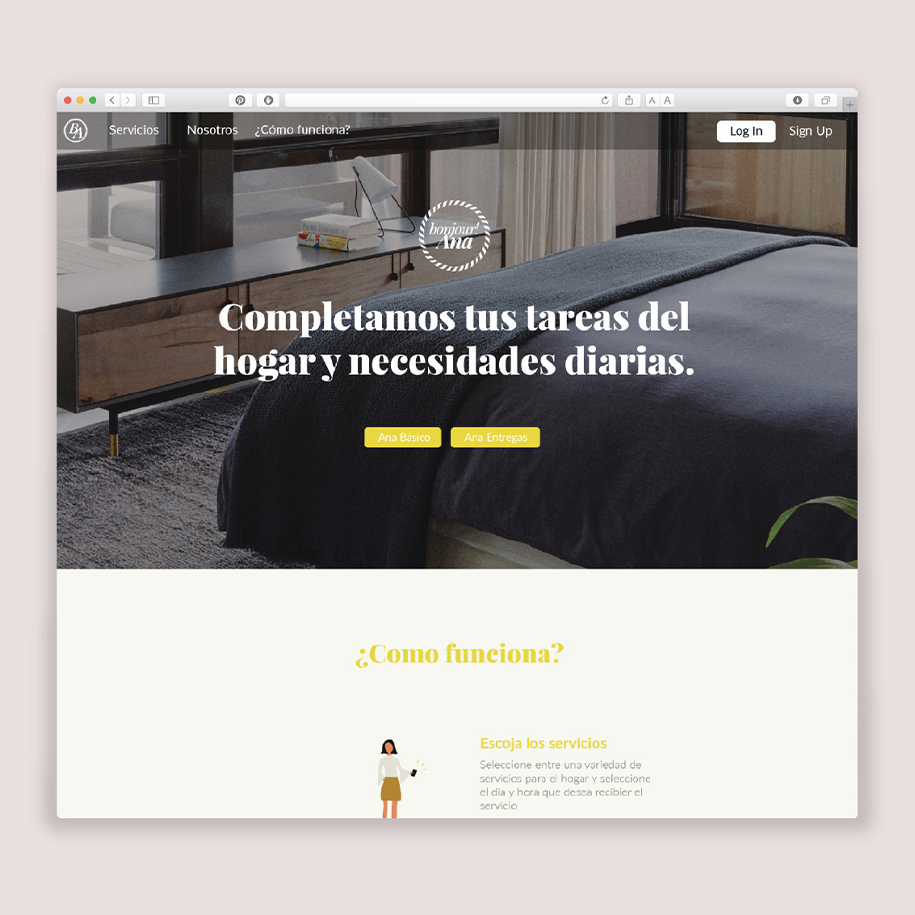 A A
BA
Servicios Nosotros ¿Cómo funciona? Log In Sign Up
bonjour!
Ana
Completamos tus tareas del
hogar y necesidades diarias.
Ana Básico Ana Entregas
¿Como funciona?
Escoja los servicios
Seleccione entre una variedad de
servicios para el hogar y seleccione
el dia y hora que desea recibier el
servicio